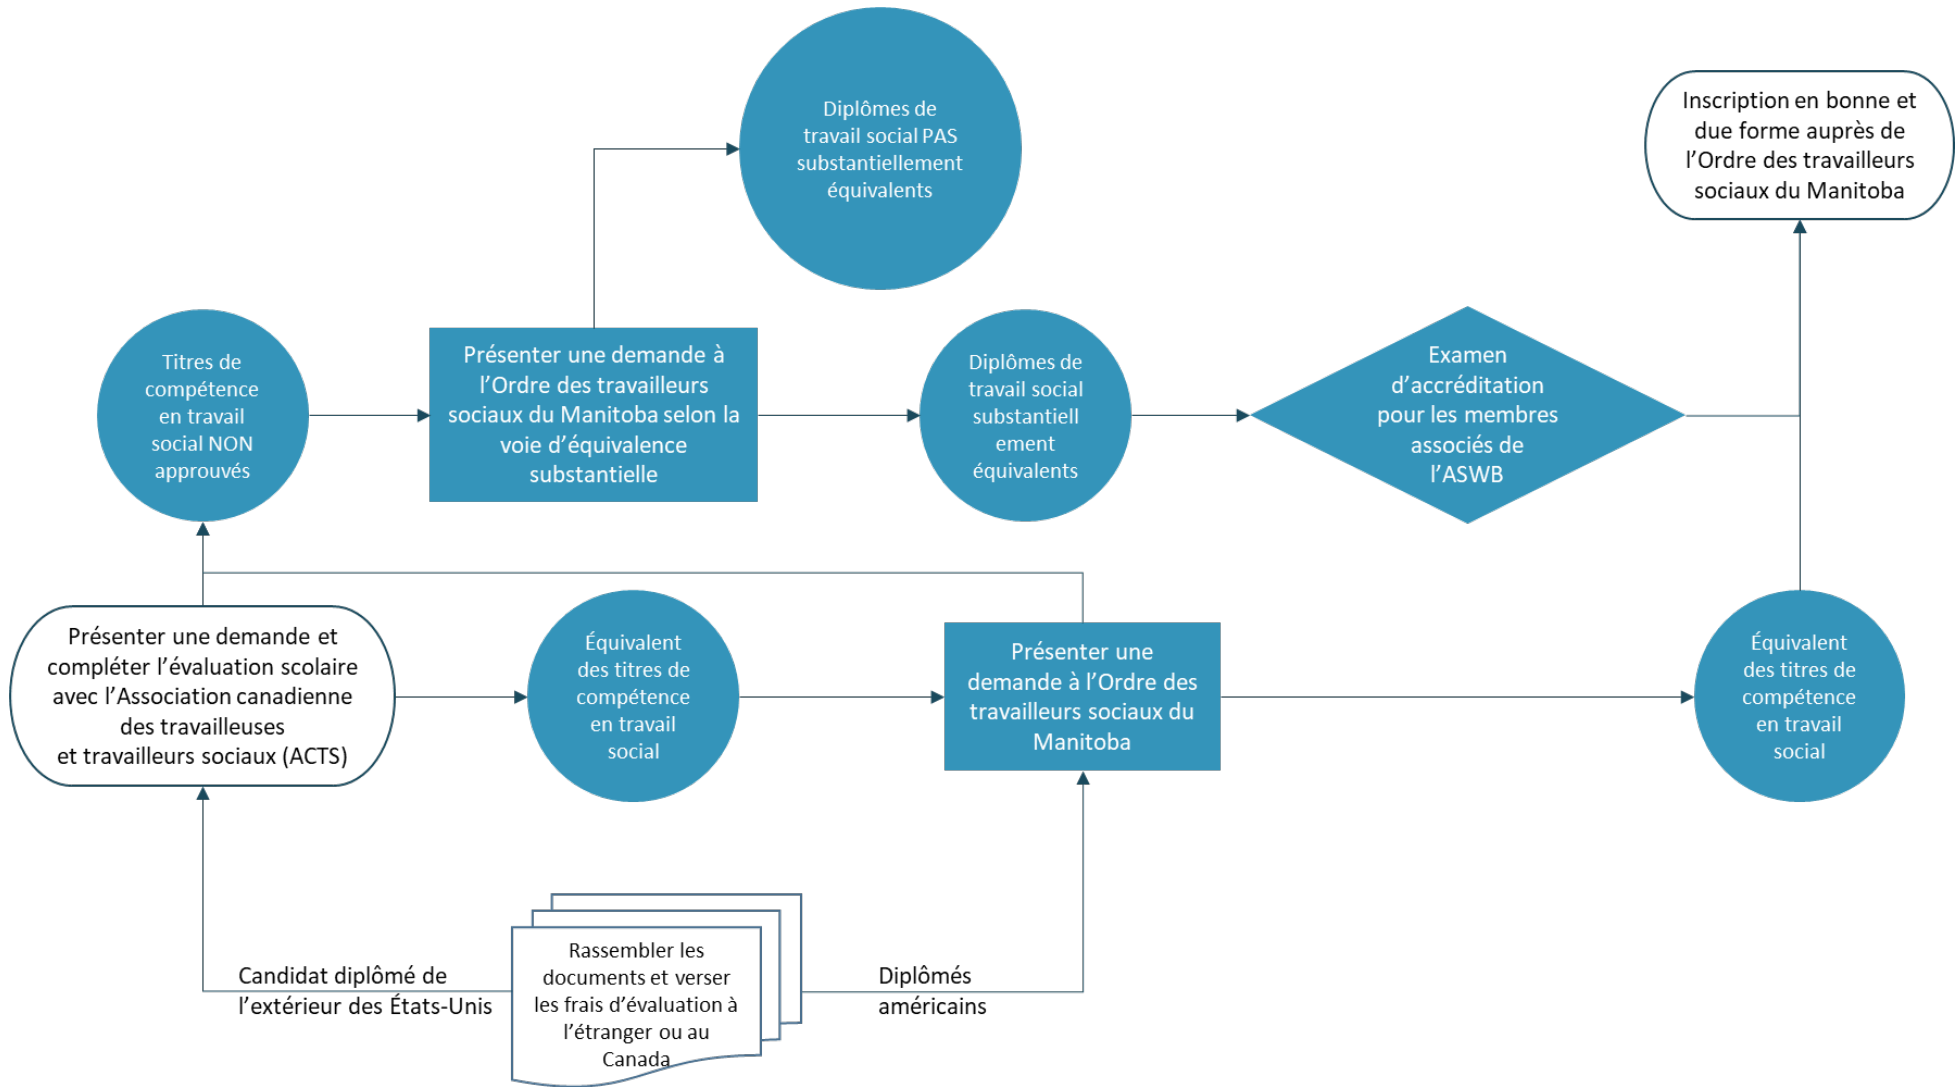 Diplômes de
travail social PAS
substantiellement
équivalents
Inscription en bonne et
due forme auprès de
l'Ordre des travailleurs
sociaux du Manitoba
Titres de
compétence
en travail
social NON
approuvés
Présenter une demande à
l'Ordre des travailleurs
sociaux du Manitoba selon la
voie d'équivalence
substantielle
Diplômes de
travail social
substantiell
ement
équivalents
Examen
d'accréditation
pour les membres
associés de
l'ASWB
Présenter une demande et
compléter l'évaluation scolaire
avec l'Association canadienne
des travailleuses
et travailleurs sociaux (ACTS)
Équivalent
des titres de
compétence
en travail
social
Présenter une
demande à l'Ordre des
travailleurs sociaux du
Manitoba
Équivalent
des titres de
compétence
en travail
social
Candidat diplômé de
l'extérieur des États-Unis
Rassembler les
documents et verser
les frais d'évaluation à
l'étranger ou au
Canada
Diplômés
américains